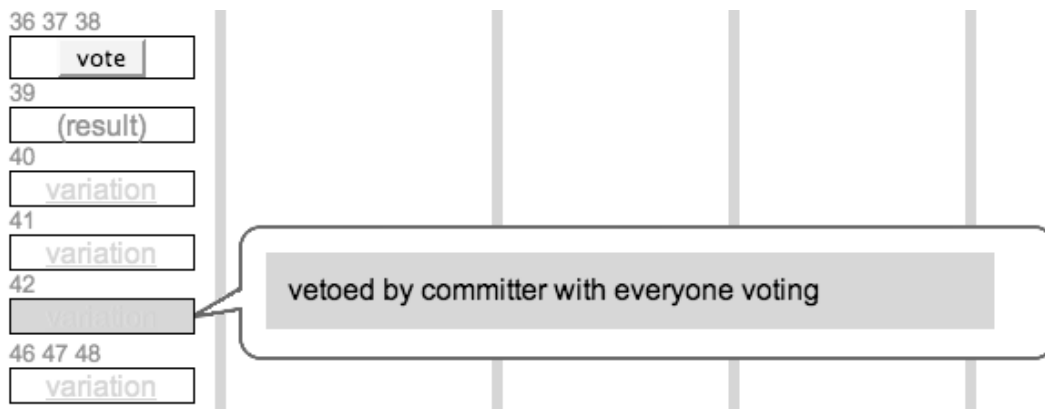 36 37 38
vote
39
(result)
40
variation
41
variation
42
variation
vetoed by committer with everyone voting
46 47 48
variation